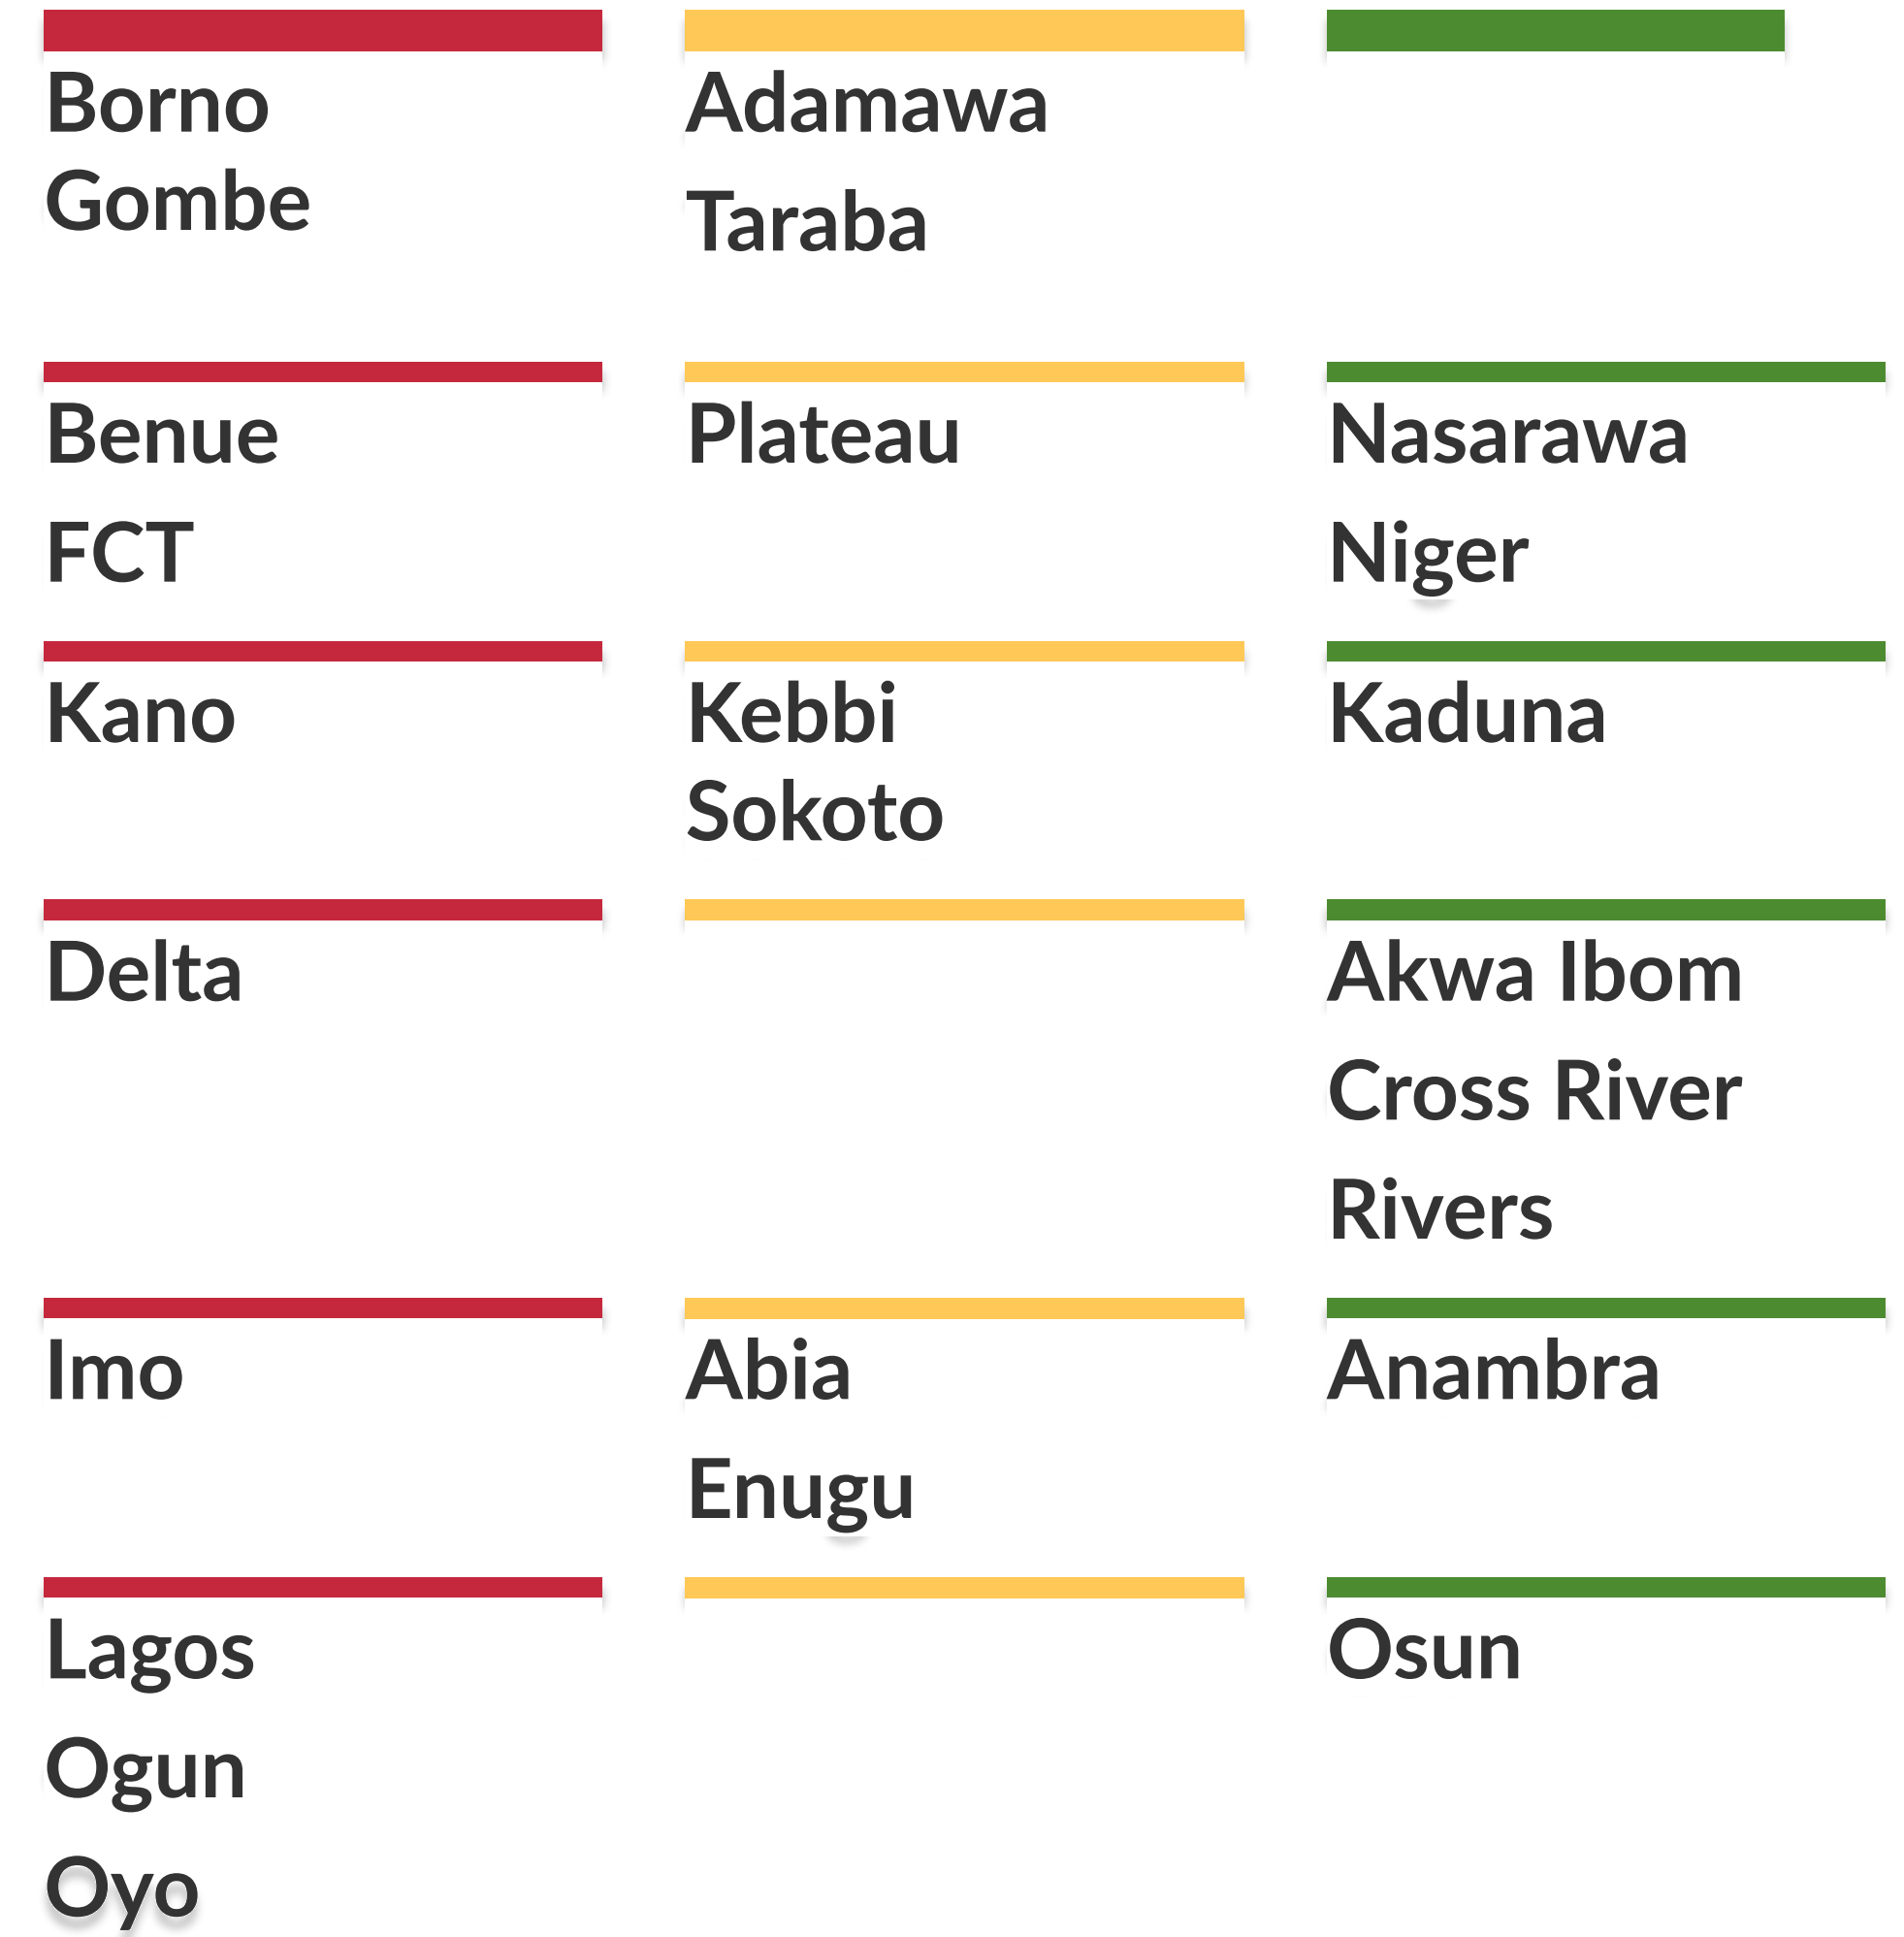 Borno
Gombe
Adamawa
Taraba
Benue
FCT
Plateau
Nasarawa
Niger
Kano
Kebbi
Sokoto
Kaduna
Delta
Akwa Ibom
Cross River
Rivers
Imo
Abia
Enugu
Anambra
Lagos
Ogun
Oyo
Osun